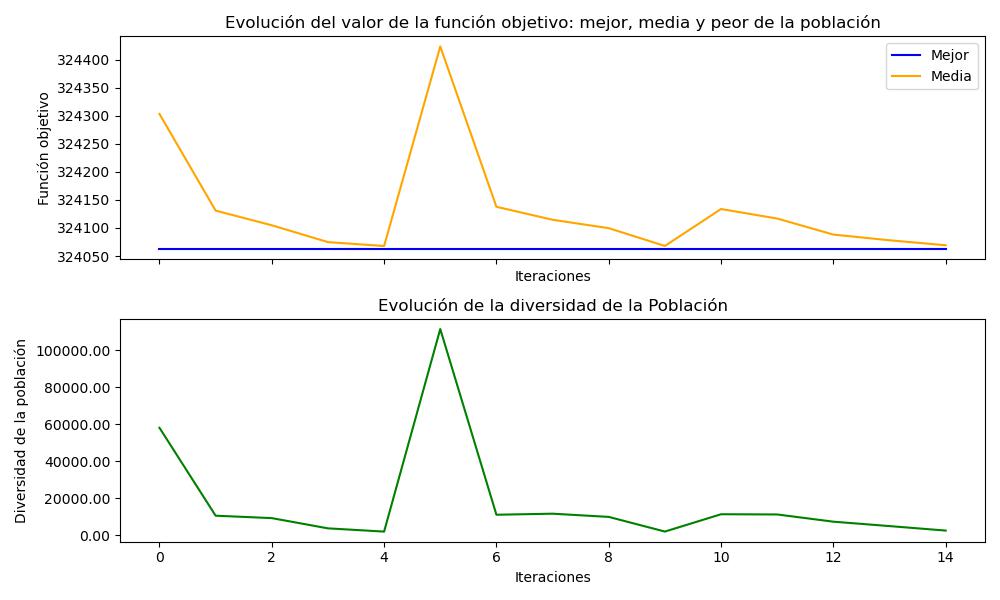 Evolución del valor de la función objetivo: mejor, media y peor de la población
Función objetivo
324400
324350
324300
324250
324200
324150
324100
324050
Mejor
Media
Iteraciones
Evolución de la diversidad de la Población
Diversidad de la población
100000.00
80000.00
60000.00
40000.00
20000.00
0.00
0 2 4 6 8 10 12 14
Iteraciones